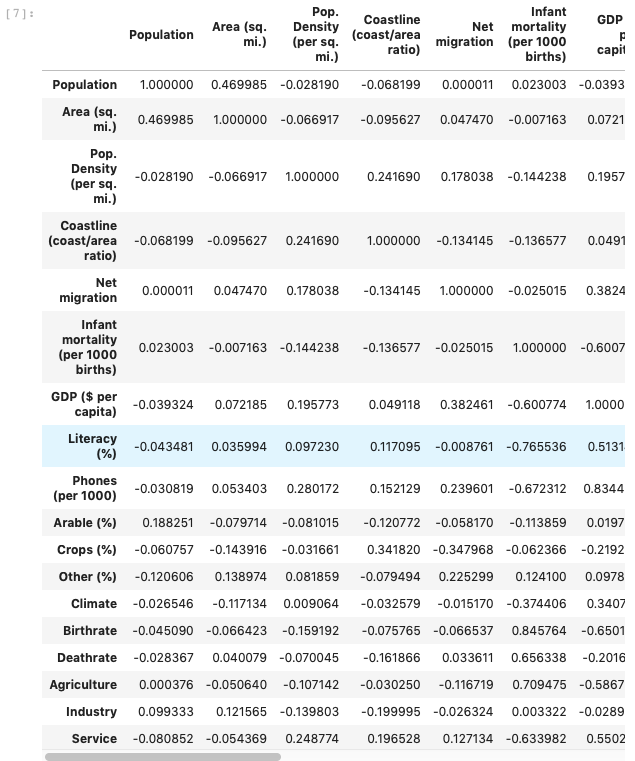 [7]:
Population Area (sq. mi.) Pop. Density (per sq. mi.) Coastline (coast/area ratio) Net migration Infant mortality (per 1000 births) GDP
Population 1.000000 0.469985 -0.028190 -0.068199 0.000011 0.023003 -0.0393
Area (sq. mi.) 0.469985 1.000000 -0.066917 -0.095627 0.047470 -0.007163 0.0721
Pop. Density (per sq. mi.) -0.028190 -0.066917 1.000000 0.241690 0.178038 -0.144238 0.1957
Coastline (coast/area ratio) -0.068199 -0.095627 0.241690 1.000000 -0.134145 -0.136577 0.0491
Net migration 0.000011 0.047470 0.178038 -0.134145 1.000000 -0.025015 0.3824
Infant mortality (per 1000 births) 0.023003 -0.007163 -0.144238 -0.136577 -0.025015 1.000000 -0.6007
GDP ($ per capita) -0.039324 0.072185 0.195773 0.049118 0.382461 -0.600774 1.0000
Literacy (%) -0.043481 0.035994 0.097230 0.117095 -0.008761 -0.765536 0.5131
Phones (per 1000) -0.030819 0.053403 0.280172 0.152129 0.239601 -0.672312 0.8344
Arable (%) 0.188251 -0.079714 -0.081015 -0.120772 -0.058170 -0.113859 0.0197
Crops (%) -0.060757 -0.143916 -0.031661 0.341820 -0.347968 -0.062366 -0.2192
Other (%) -0.120606 0.138974 0.081859 -0.079494 0.225299 0.124100 0.0978
Climate -0.026546 -0.117134 0.009064 -0.032579 -0.015170 -0.374406 0.3407
Birthrate -0.045090 -0.066423 -0.159192 -0.075765 -0.066537 0.845764 -0.6501
Deathrate -0.028367 0.040079 -0.070045 -0.161866 0.033611 0.656338 -0.2016
Agriculture 0.000376 -0.050640 -0.107142 -0.030250 -0.116719 0.709475 -0.5867
Industry 0.099333 0.121565 -0.139803 -0.199995 -0.026324 0.003322 -0.0289
Service -0.080852 -0.054369 0.248774 0.196528 0.127134 -0.633982 0.5502